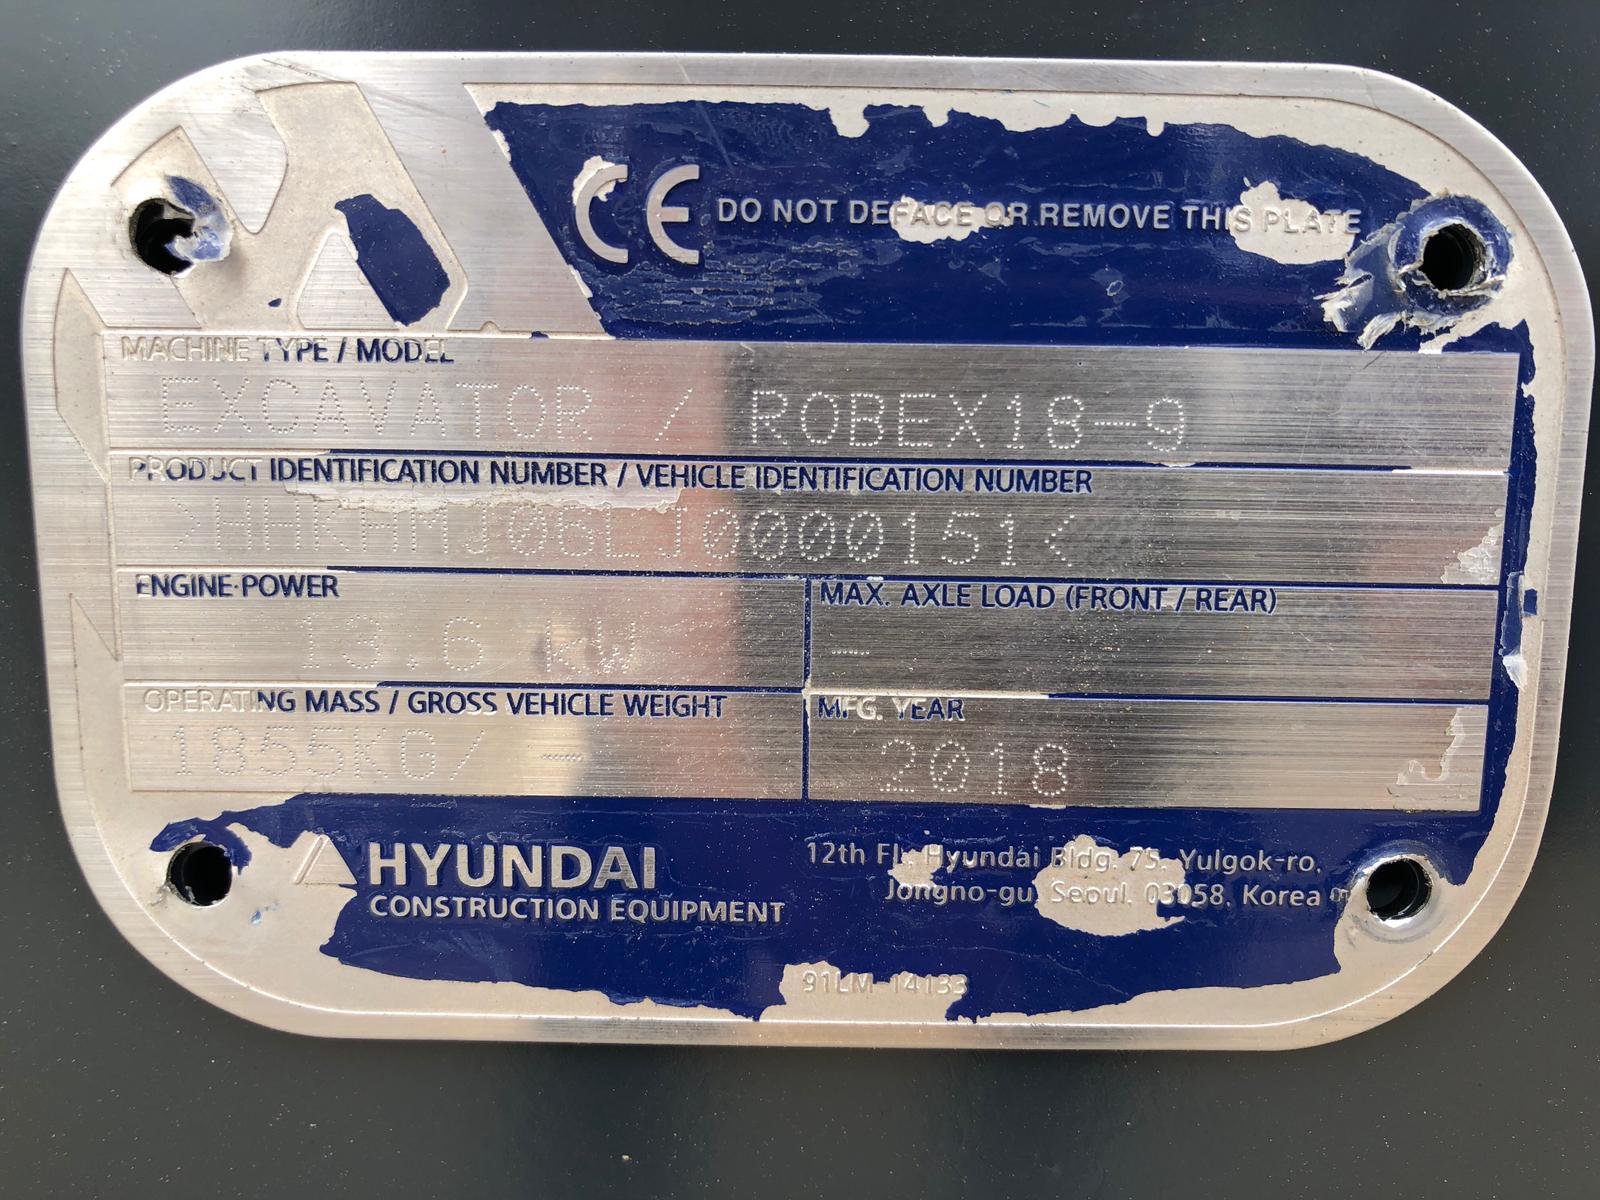 CE DO NOT DEFACE OR REMOVE THIS PLATE
MACHINE TYPE / MODEL
EXCAVATOR / ROBEX18-9
PRODUCT IDENTIFICATION NUMBER / VEHICLE IDENTIFICATION NUMBER
>HHKHMJ06LJ0000151<
ENGINE POWER
13.6 kW
MAX. AXLE LOAD (FRONT / REAR)
-
OPERATING MASS / GROSS VEHICLE WEIGHT
1855KG/ -
MFG. YEAR
2018
HYUNDAI
CONSTRUCTION EQUIPMENT
12th Fl., Hyundai Bldg. 75, Yulgok-ro,
Jongno-gu, Seoul, 03058, Korea
91LM-14133